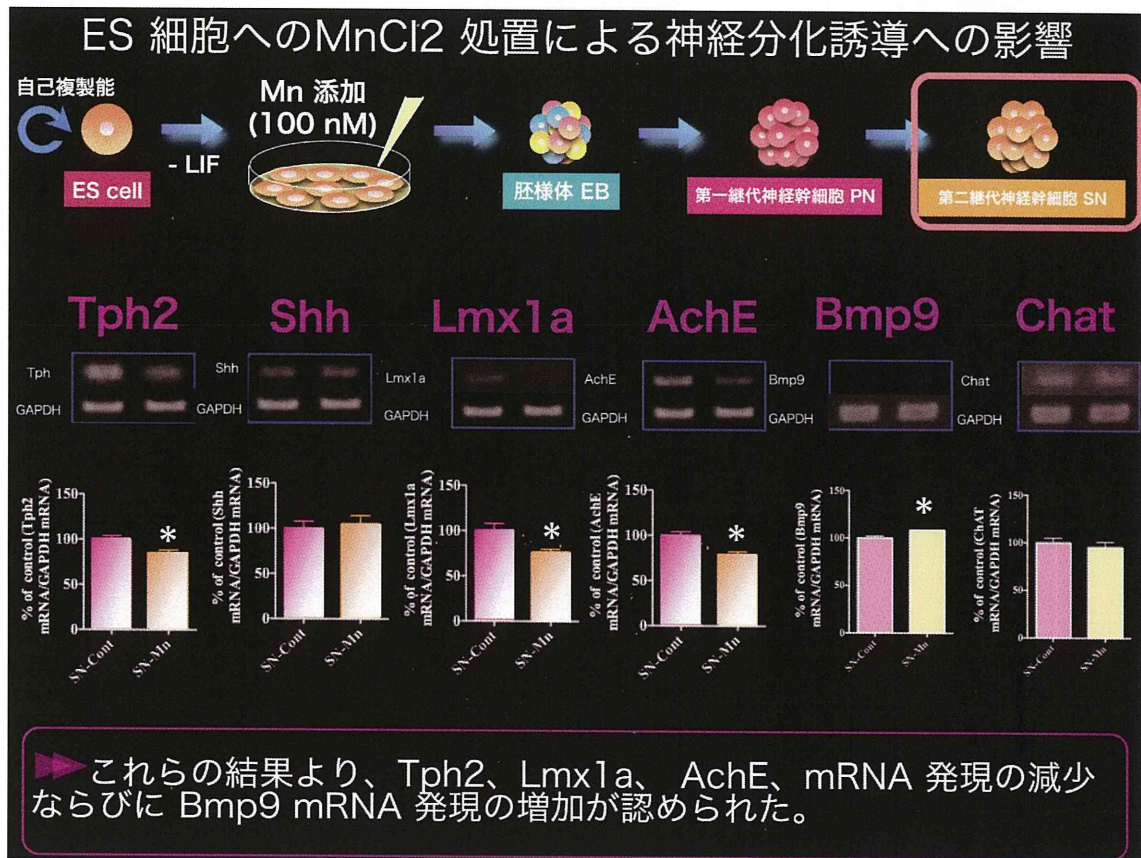 ES 細胞へのMnCl2 処置による神経分化誘導への影響
自己複製能
ES cell
- LIF
Mn 添加
(100 nM)
胚様体 EB
第一継代神経幹細胞 PN
第二継代神経幹細胞 SN
Tph2
Shh
Lmx1a
AchE
Bmp9
Chat
Tph
GAPDH
Shh
GAPDH
Lmx1a
GAPDH
AchE
GAPDH
Bmp9
GAPDH
Chat
GAPDH
% of control (Tph2
mRNA/GAPDH mRNA)
150
100
50
0
*
SN-Cont
SN-Mn
% of control (Shh
mRNA/GAPDH mRNA)
150
100
50
0
SN-Cont
SN-Mn
% of control (Lmx1a
mRNA/GAPDH mRNA)
150
100
50
0
*
SN-Cont
SN-Mn
% of control (AchE
mRNA/GAPDH mRNA)
150
100
50
0
*
SN-Cont
SN-Mn
% of control (Bmp9
mRNA/GAPDH mRNA)
150
100
50
0
*
SN-Cont
SN-Mn
% of control (ChAT
mRNA/GAPDH mRNA)
150
100
50
0
SN-Cont
SN-Mn
これらの結果より、Tph2、Lmx1a、 AchE、mRNA 発現の減少
ならびに Bmp9 mRNA 発現の増加が認められた。